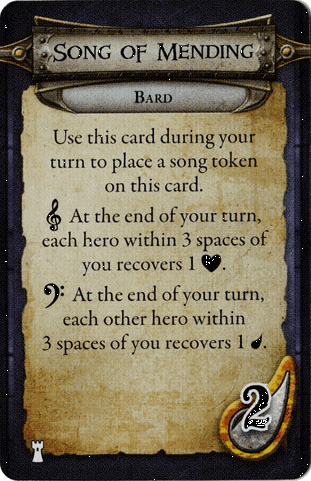 Song of Mending
Bard
Use this card during your
turn to place a song token
on this card.
𝄞 At the end of your turn,
each hero within 3 spaces of
you recovers 1 ♥.
𝄢 At the end of your turn,
each other hero within
3 spaces of you recovers 1 💧.
2